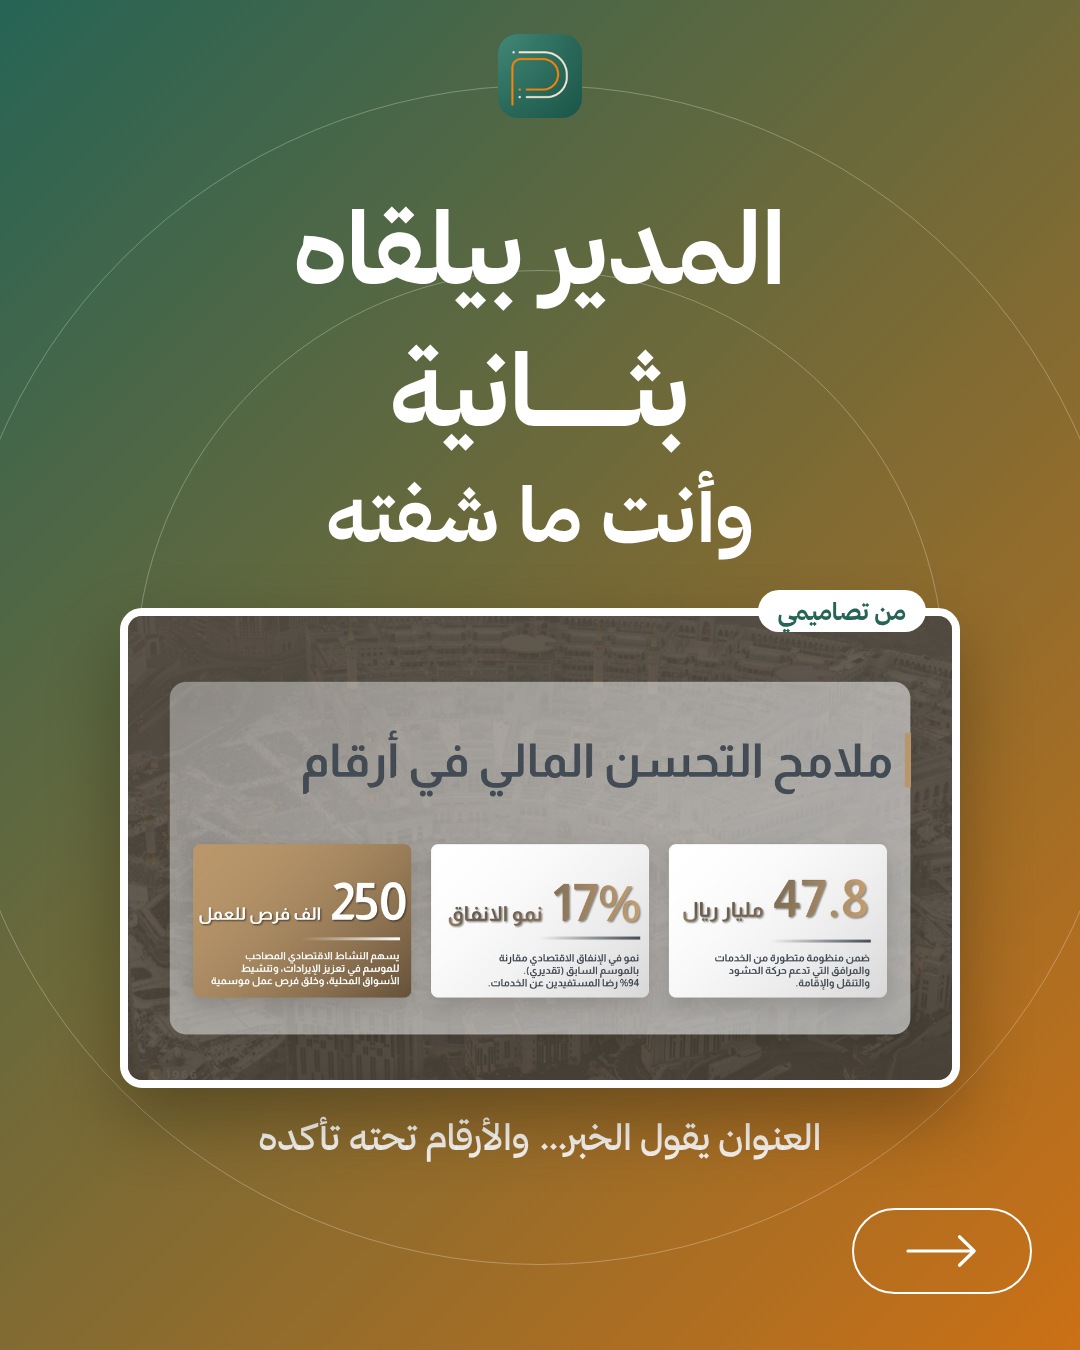 المدير بيلقاه
بثـــانية
وأنت ما شفته
من تصاميمي
ملامح التحسن المالي في أرقام
47.8 مليار ريال
ضمن منظومة متطورة من الخدمات
والمرافق التي تدعم حركة الحشود
والتنقل والإقامة.
17% نمو الانفاق
نمو في الإنفاق الاقتصادي مقارنة
بالموسم السابق (تقديري).
94% رضا المستفيدين عن الخدمات.
250 الف فرص للعمل
يسهم النشاط الاقتصادي المصاحب
للموسم في تعزيز الإيرادات، وتنشيط
الأسواق المحلية، وخلق فرص عمل موسمية
العنوان يقول الخبر... والأرقام تحته تأكده